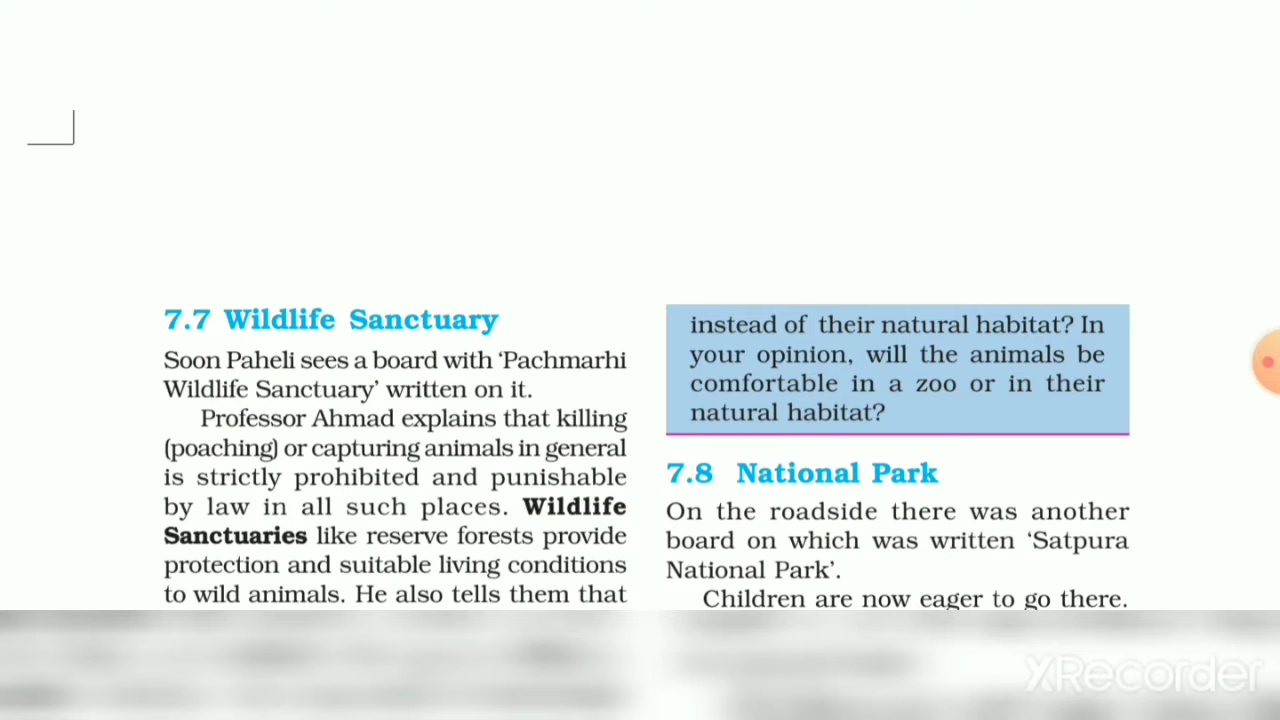 7.7 Wildlife Sanctuary
Soon Paheli sees a board with ‘Pachmarhi
Wildlife Sanctuary’ written on it.
Professor Ahmad explains that killing
(poaching) or capturing animals in general
is strictly prohibited and punishable
by law in all such places. Wildlife
Sanctuaries like reserve forests provide
protection and suitable living conditions
to wild animals. He also tells them that
instead of their natural habitat? In
your opinion, will the animals be
comfortable in a zoo or in their
natural habitat?
7.8 National Park
On the roadside there was another
board on which was written ‘Satpura
National Park’.
Children are now eager to go there.
XRecorder